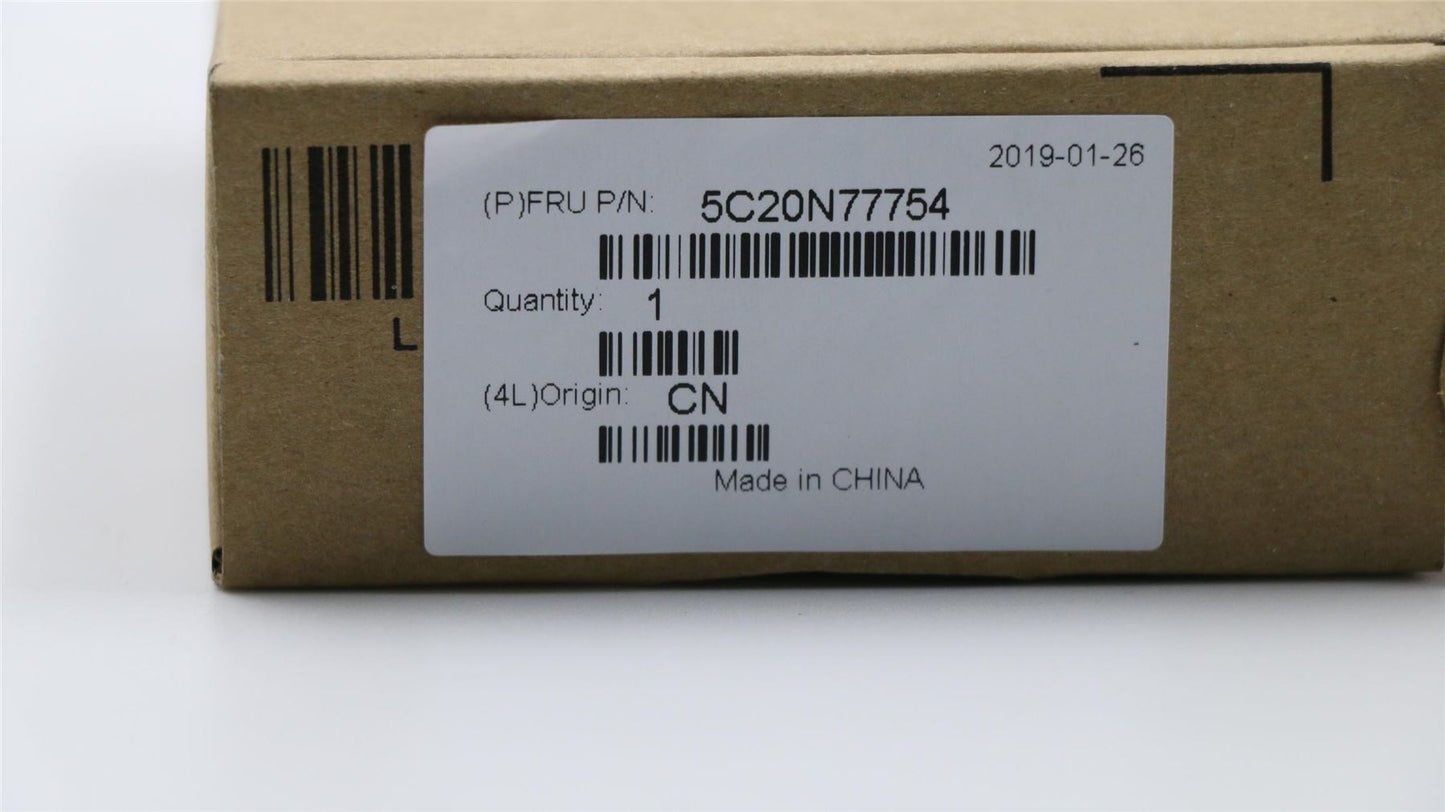 2019-01-26
(P)FRU P/N: 5C20N77754
Quantity: 1
(4L)Origin: CN
Made in CHINA
L